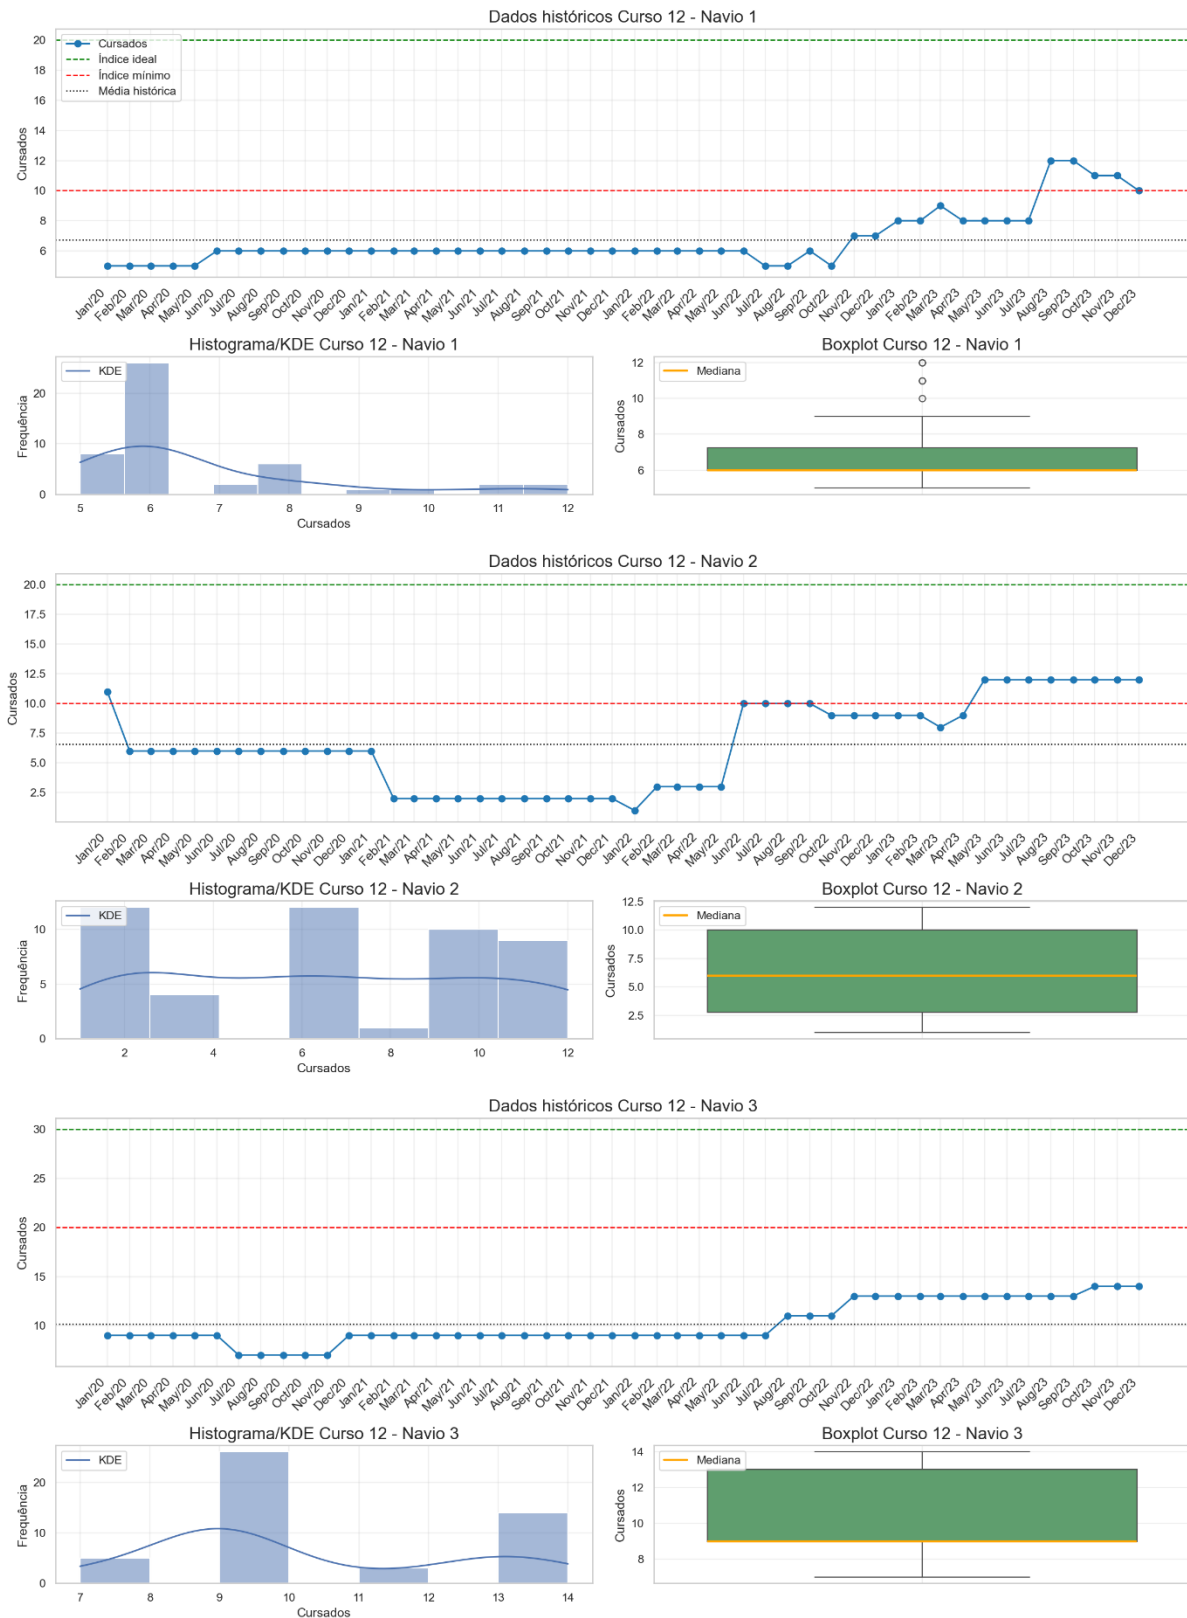 Dados históricos Curso 12 - Navio 1
Cursados
20
18
16
14
12
10
8
6
Cursados
Índice ideal
Índice mínimo
Média histórica
Jan/20 Feb/20 Mar/20 Apr/20 May/20 Jun/20 Jul/20 Aug/20 Sep/20 Oct/20 Nov/20 Dec/20 Jan/21 Feb/21 Mar/21 Apr/21 May/21 Jun/21 Jul/21 Aug/21 Sep/21 Oct/21 Nov/21 Dec/21 Jan/22 Feb/22 Mar/22 Apr/22 May/22 Jun/22 Jul/22 Aug/22 Sep/22 Oct/22 Nov/22 Dec/22 Jan/23 Feb/23 Mar/23 Apr/23 May/23 Jun/23 Jul/23 Aug/23 Sep/23 Oct/23 Nov/23 Dec/23
Histograma/KDE Curso 12 - Navio 1
Frequência
20
10
0
KDE
5 6 7 8 9 10 11 12
Cursados
Boxplot Curso 12 - Navio 1
Cursados
12
10
8
6
Mediana
Dados históricos Curso 12 - Navio 2
Cursados
20.0
17.5
15.0
12.5
10.0
7.5
5.0
2.5
Jan/20 Feb/20 Mar/20 Apr/20 May/20 Jun/20 Jul/20 Aug/20 Sep/20 Oct/20 Nov/20 Dec/20 Jan/21 Feb/21 Mar/21 Apr/21 May/21 Jun/21 Jul/21 Aug/21 Sep/21 Oct/21 Nov/21 Dec/21 Jan/22 Feb/22 Mar/22 Apr/22 May/22 Jun/22 Jul/22 Aug/22 Sep/22 Oct/22 Nov/22 Dec/22 Jan/23 Feb/23 Mar/23 Apr/23 May/23 Jun/23 Jul/23 Aug/23 Sep/23 Oct/23 Nov/23 Dec/23
Histograma/KDE Curso 12 - Navio 2
Frequência
10
5
0
KDE
2 4 6 8 10 12
Cursados
Boxplot Curso 12 - Navio 2
Cursados
12.5
10.0
7.5
5.0
2.5
Mediana
Dados históricos Curso 12 - Navio 3
Cursados
30
25
20
15
10
Jan/20 Feb/20 Mar/20 Apr/20 May/20 Jun/20 Jul/20 Aug/20 Sep/20 Oct/20 Nov/20 Dec/20 Jan/21 Feb/21 Mar/21 Apr/21 May/21 Jun/21 Jul/21 Aug/21 Sep/21 Oct/21 Nov/21 Dec/21 Jan/22 Feb/22 Mar/22 Apr/22 May/22 Jun/22 Jul/22 Aug/22 Sep/22 Oct/22 Nov/22 Dec/22 Jan/23 Feb/23 Mar/23 Apr/23 May/23 Jun/23 Jul/23 Aug/23 Sep/23 Oct/23 Nov/23 Dec/23
Histograma/KDE Curso 12 - Navio 3
Frequência
20
10
0
KDE
7 8 9 10 11 12 13 14
Cursados
Boxplot Curso 12 - Navio 3
Cursados
14
12
10
8
Mediana